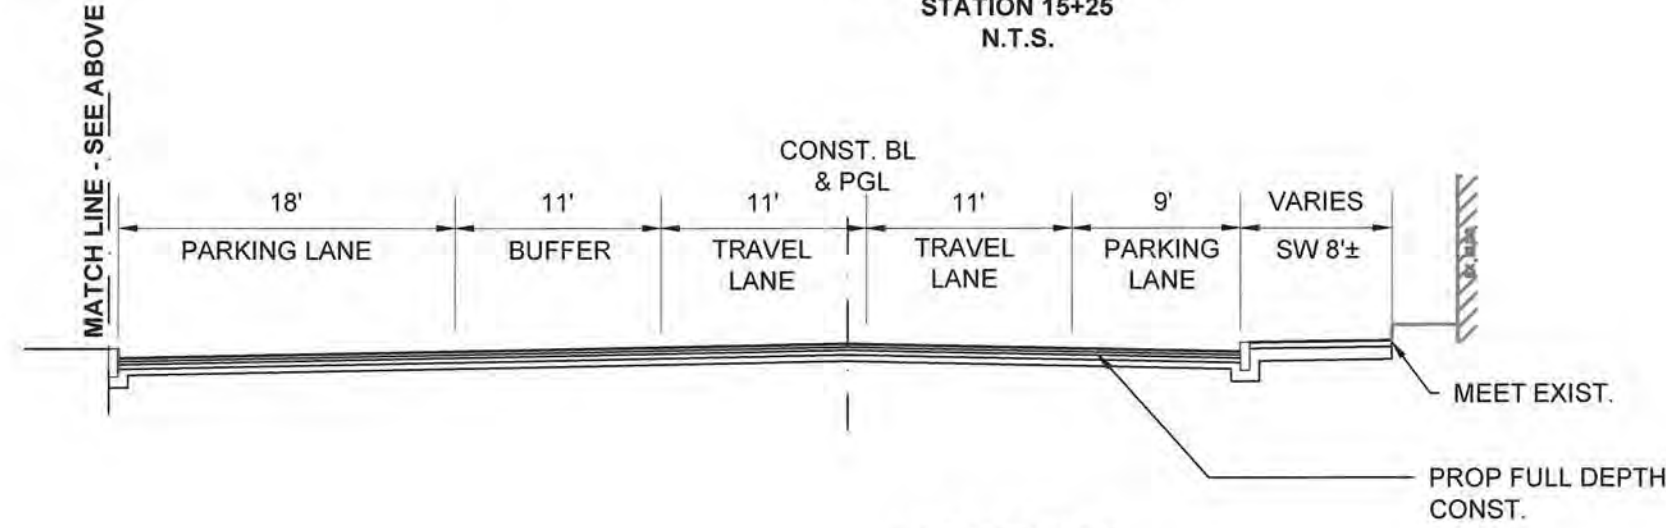 STATION 15+25
N.T.S.
MATCH LINE - SEE ABOVE
CONST. BL
& PGL
18'
11'
11'
11'
9'
VARIES
PARKING LANE
BUFFER
TRAVEL
LANE
TRAVEL
LANE
PARKING
LANE
SW 8'±
MEET EXIST.
PROP FULL DEPTH
CONST.